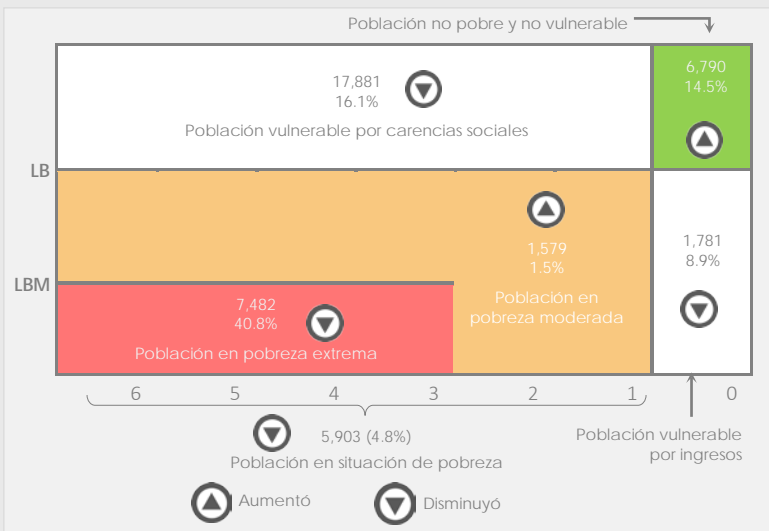 Población no pobre y no vulnerable
6,790
14.5%
17,881
16.1%
Población vulnerable por carencias sociales
LB
1,579
1.5%
1,781
8.9%
LBM
Población en
pobreza moderada
7,482
40.8%
Población en pobreza extrema
6 5 4 3 2 1 0
5,903 (4.8%)
Población en situación de pobreza
Población vulnerable
por ingresos
Aumentó
Disminuyó